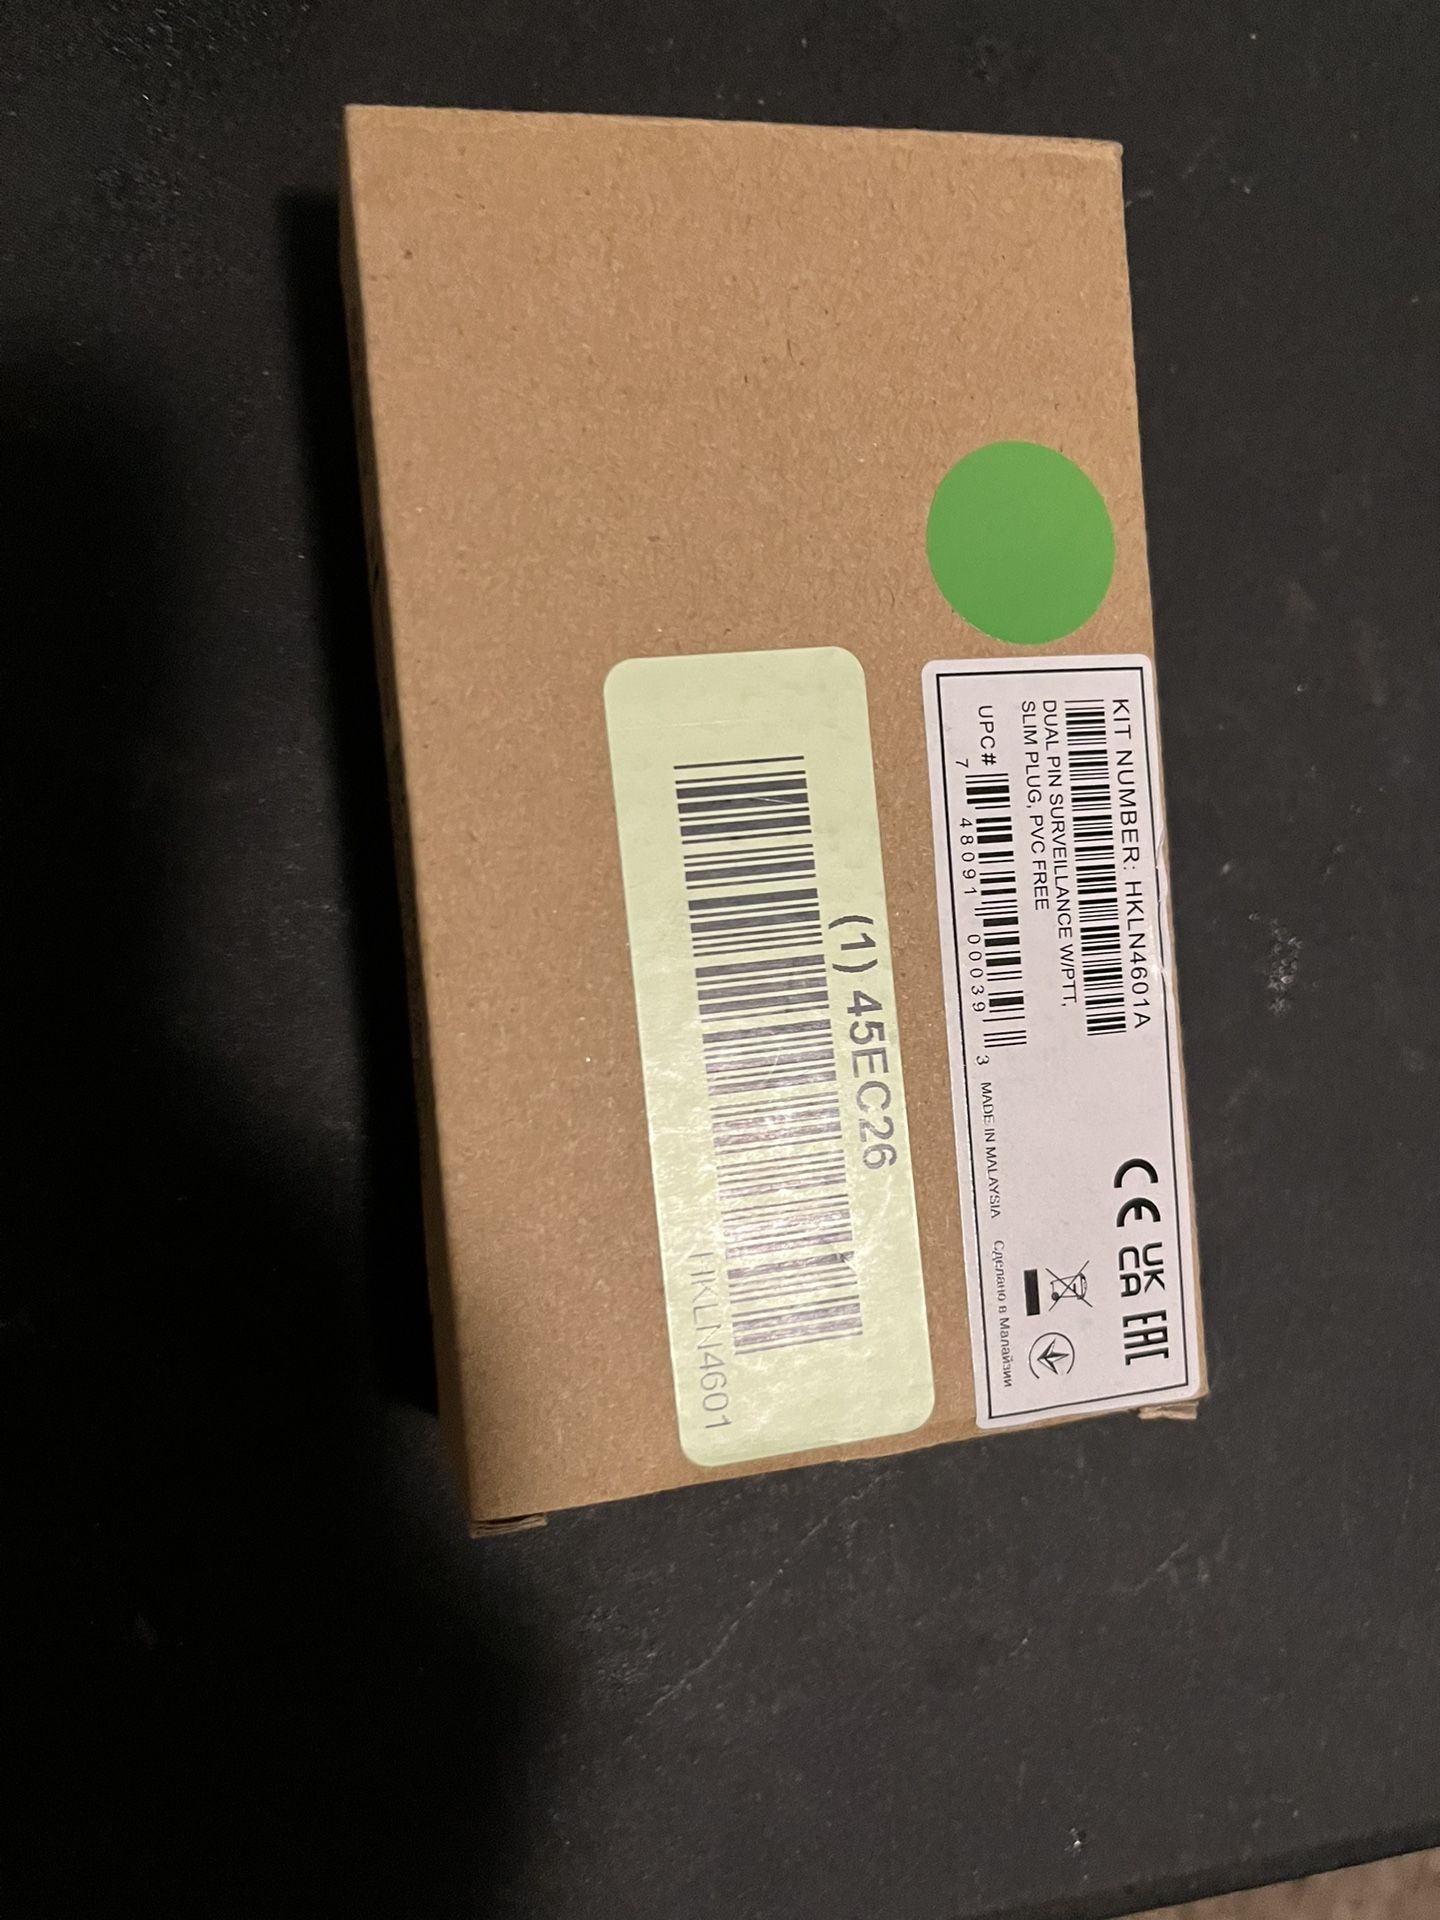 KIT NUMBER: HKLN4601A
DUAL PIN SURVEILLANCE W/PTT,
SLIM PLUG, PVC FREE
UPC#
7 48091 00039 3
MADE IN MALAYSIA Сделано в Малайзии
CE UK CA EAC
(1) 45EC26
HKLN4601